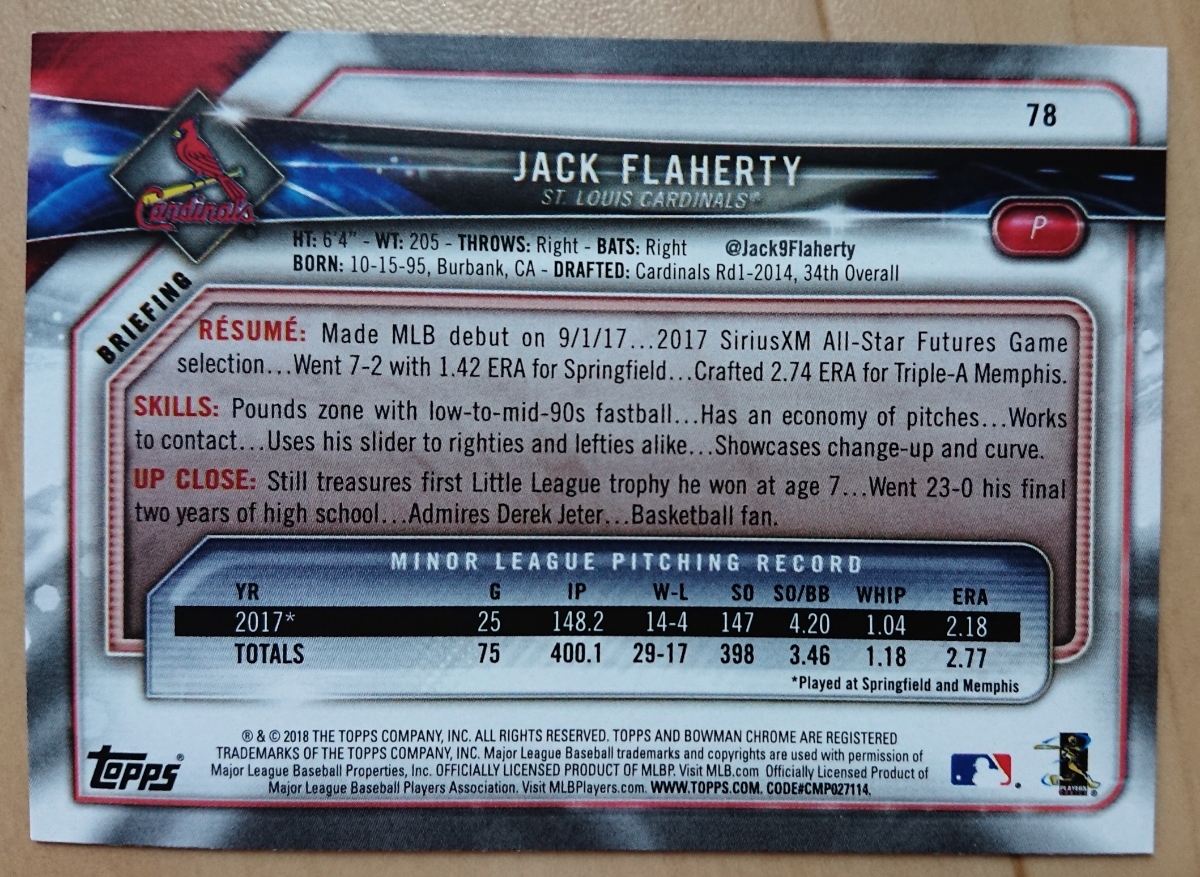 78
JACK FLAHERTY
ST. LOUIS CARDINALS®
Cardinals
P
HT: 6'4" - WT: 205 - THROWS: Right - BATS: Right @Jack9Flaherty
BORN: 10-15-95, Burbank, CA - DRAFTED: Cardinals Rd1-2014, 34th Overall
BRIEFING
RÉSUMÉ: Made MLB debut on 9/1/17...2017 SiriusXM All-Star Futures Game
selection...Went 7-2 with 1.42 ERA for Springfield...Crafted 2.74 ERA for Triple-A Memphis.
SKILLS: Pounds zone with low-to-mid-90s fastball...Has an economy of pitches...Works
to contact...Uses his slider to righties and lefties alike...Showcases change-up and curve.
UP CLOSE: Still treasures first Little League trophy he won at age 7...Went 23-0 his final
two years of high school...Admires Derek Jeter...Basketball fan.
MINOR LEAGUE PITCHING RECORD
YR G IP W-L SO SO/BB WHIP ERA
2017* 25 148.2 14-4 147 4.20 1.04 2.18
TOTALS 75 400.1 29-17 398 3.46 1.18 2.77
*Played at Springfield and Memphis
® & © 2018 THE TOPPS COMPANY, INC. ALL RIGHTS RESERVED. TOPPS AND BOWMAN CHROME ARE REGISTERED
TRADEMARKS OF THE TOPPS COMPANY, INC. Major League Baseball trademarks and copyrights are used with permission of
Major League Baseball Properties, Inc. OFFICIALLY LICENSED PRODUCT OF MLBP. Visit MLB.com Officially Licensed Product of
Major League Baseball Players Association. Visit MLBPlayers.com. WWW.TOPPS.COM. CODE#CMP027114.
topps®
PLAYERS